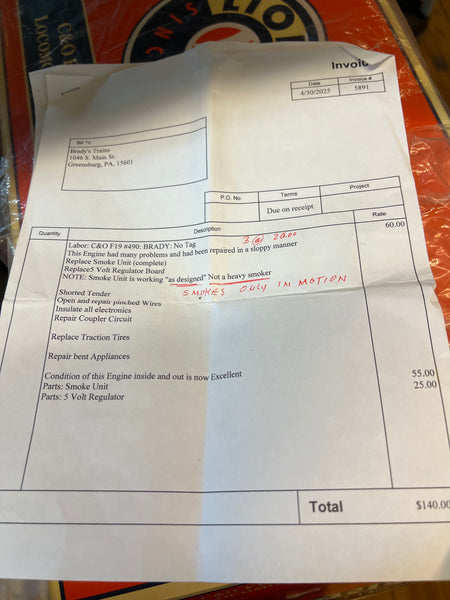 LION
C&O F
LOCOM
Invoic
Date
Invoice #
4/30/2025
5891
Bill To
Brady's Trains
1046 S. Main St.
Greensburg, PA, 15601
P.O. No.
Terms
Project
Due on receipt
Quantity
Description
Rate
3 @ 20.00
60.00
Labor: C&O F19 #490: BRADY: No Tag
This Engine had many problems and had been repaired in a sloppy manner
Replace Smoke Unit (complete)
Replace5 Volt Regulator Board
NOTE: Smoke Unit is working "as designed" Not a heavy smoker
SMOKES ONLY IN MOTION
Shorted Tender
Open and repair pinched Wires
Insulate all electronics
Repair Coupler Circuit
Replace Traction Tires
Repair bent Appliances
Condition of this Engine inside and out is now Excellent
Parts: Smoke Unit
55.00
Parts: 5 Volt Regulator
25.00
Total
$140.00